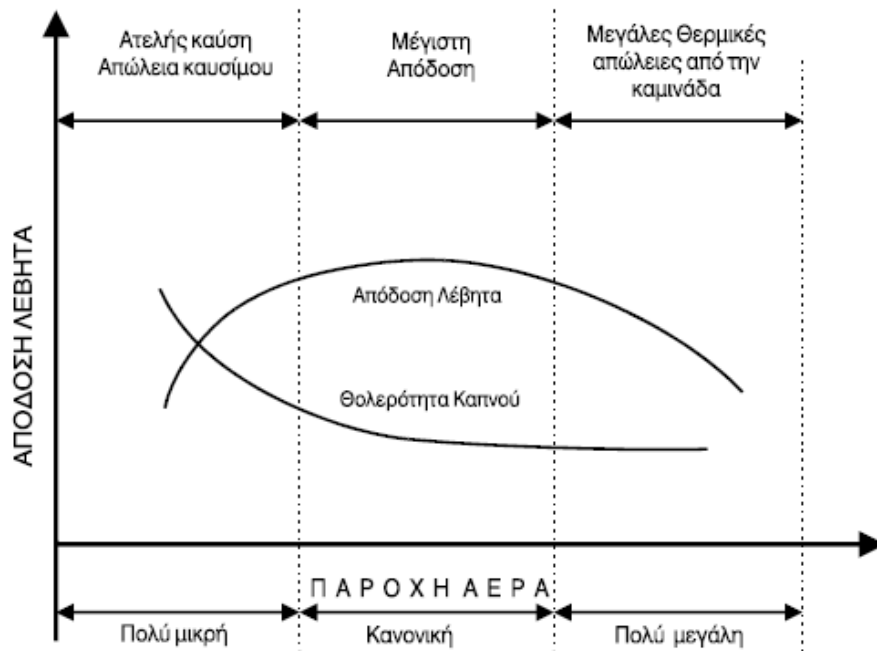 Ατελής καύση
Απώλεια καυσίμου
Μέγιστη
Απόδοση
Μεγάλες Θερμικές
απώλειες από την
καμινάδα
ΑΠΟΔΟΣΗ ΛΕΒΗΤΑ
Απόδοση Λέβητα
Θολερότητα Καπνού
ΠΑΡΟΧΗ ΑΕΡΑ
Πολύ μικρή
Κανονική
Πολύ μεγάλη